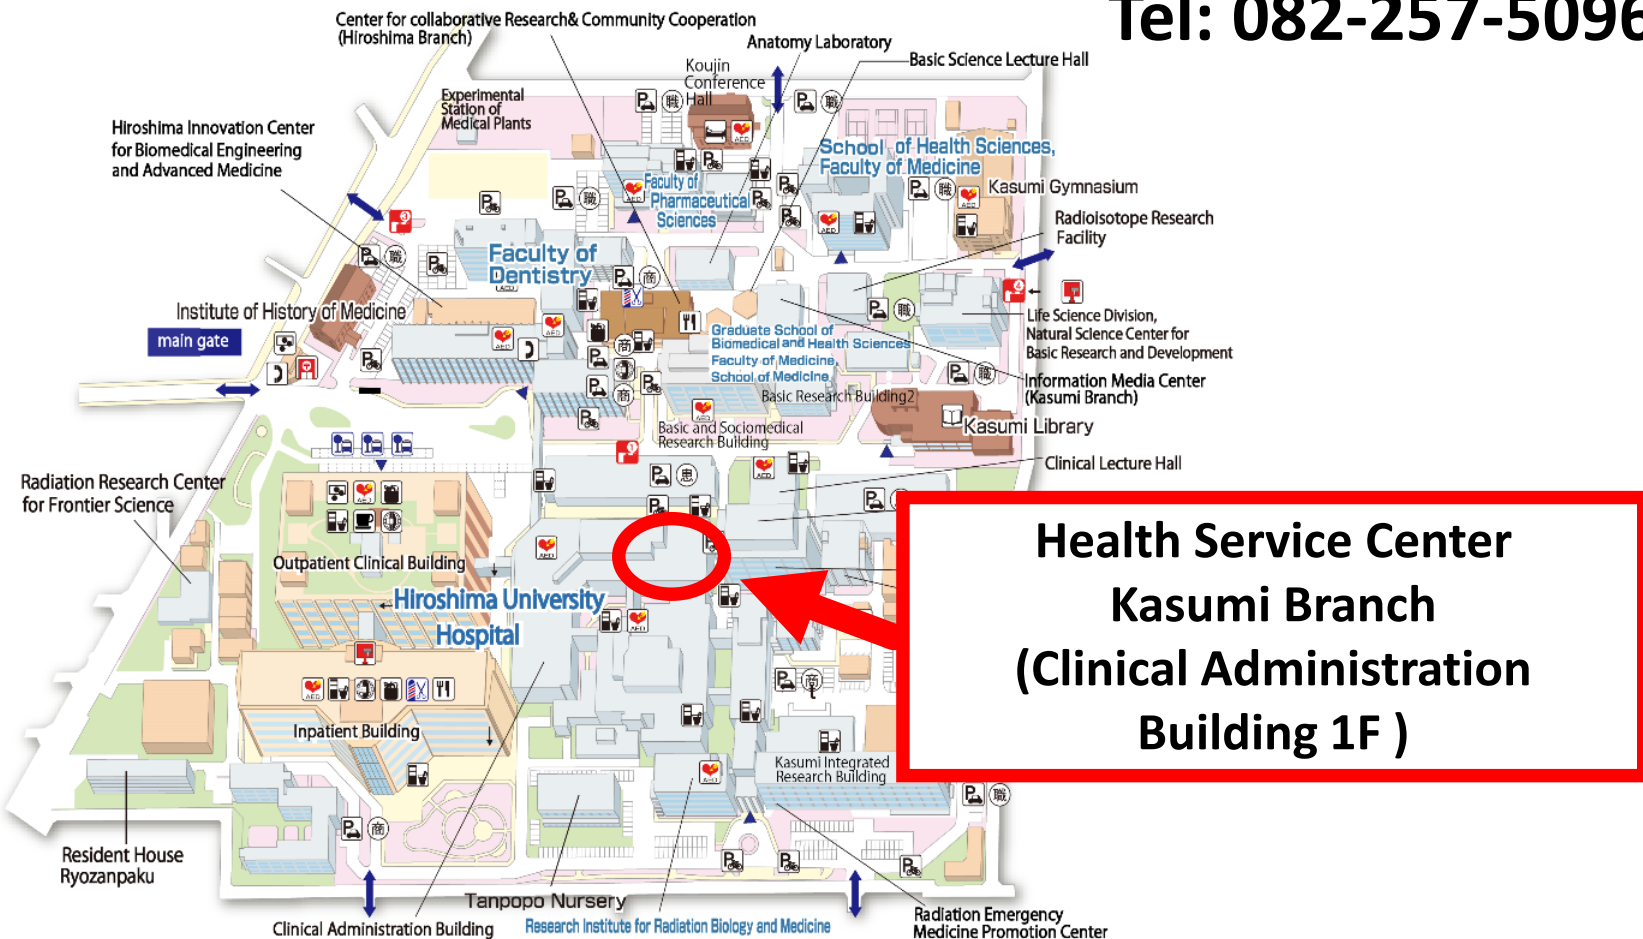 Tel: 082-257-5096
Center for collaborative Research& Community Cooperation
(Hiroshima Branch)
Anatomy Laboratory
Basic Science Lecture Hall
Koujin
Conference
Hall
Experimental
Station of
Medical Plants
Hiroshima Innovation Center
for Biomedical Engineering
and Advanced Medicine
School of Health Sciences,
Faculty of Medicine
Kasumi Gymnasium
Faculty of
Pharmaceutical
Sciences
Radioisotope Research
Facility
Faculty of
Dentistry
Institute of History of Medicine
main gate
Life Science Division,
Natural Science Center for
Basic Research and Development
Graduate School of
Biomedical and Health Sciences
Faculty of Medicine,
School of Medicine
Information Media Center
(Kasumi Branch)
Basic Research Building2
Basic and Sociomedical
Research Building
Kasumi Library
Clinical Lecture Hall
Radiation Research Center
for Frontier Science
Outpatient Clinical Building
Hiroshima University
Hospital
Health Service Center
Kasumi Branch
(Clinical Administration
Building 1F )
Inpatient Building
Kasumi Integrated
Research Building
Resident House
Ryozanpaku
Tanpopo Nursery
Clinical Administration Building
Research Institute for Radiation Biology and Medicine
Radiation Emergency
Medicine Promotion Center